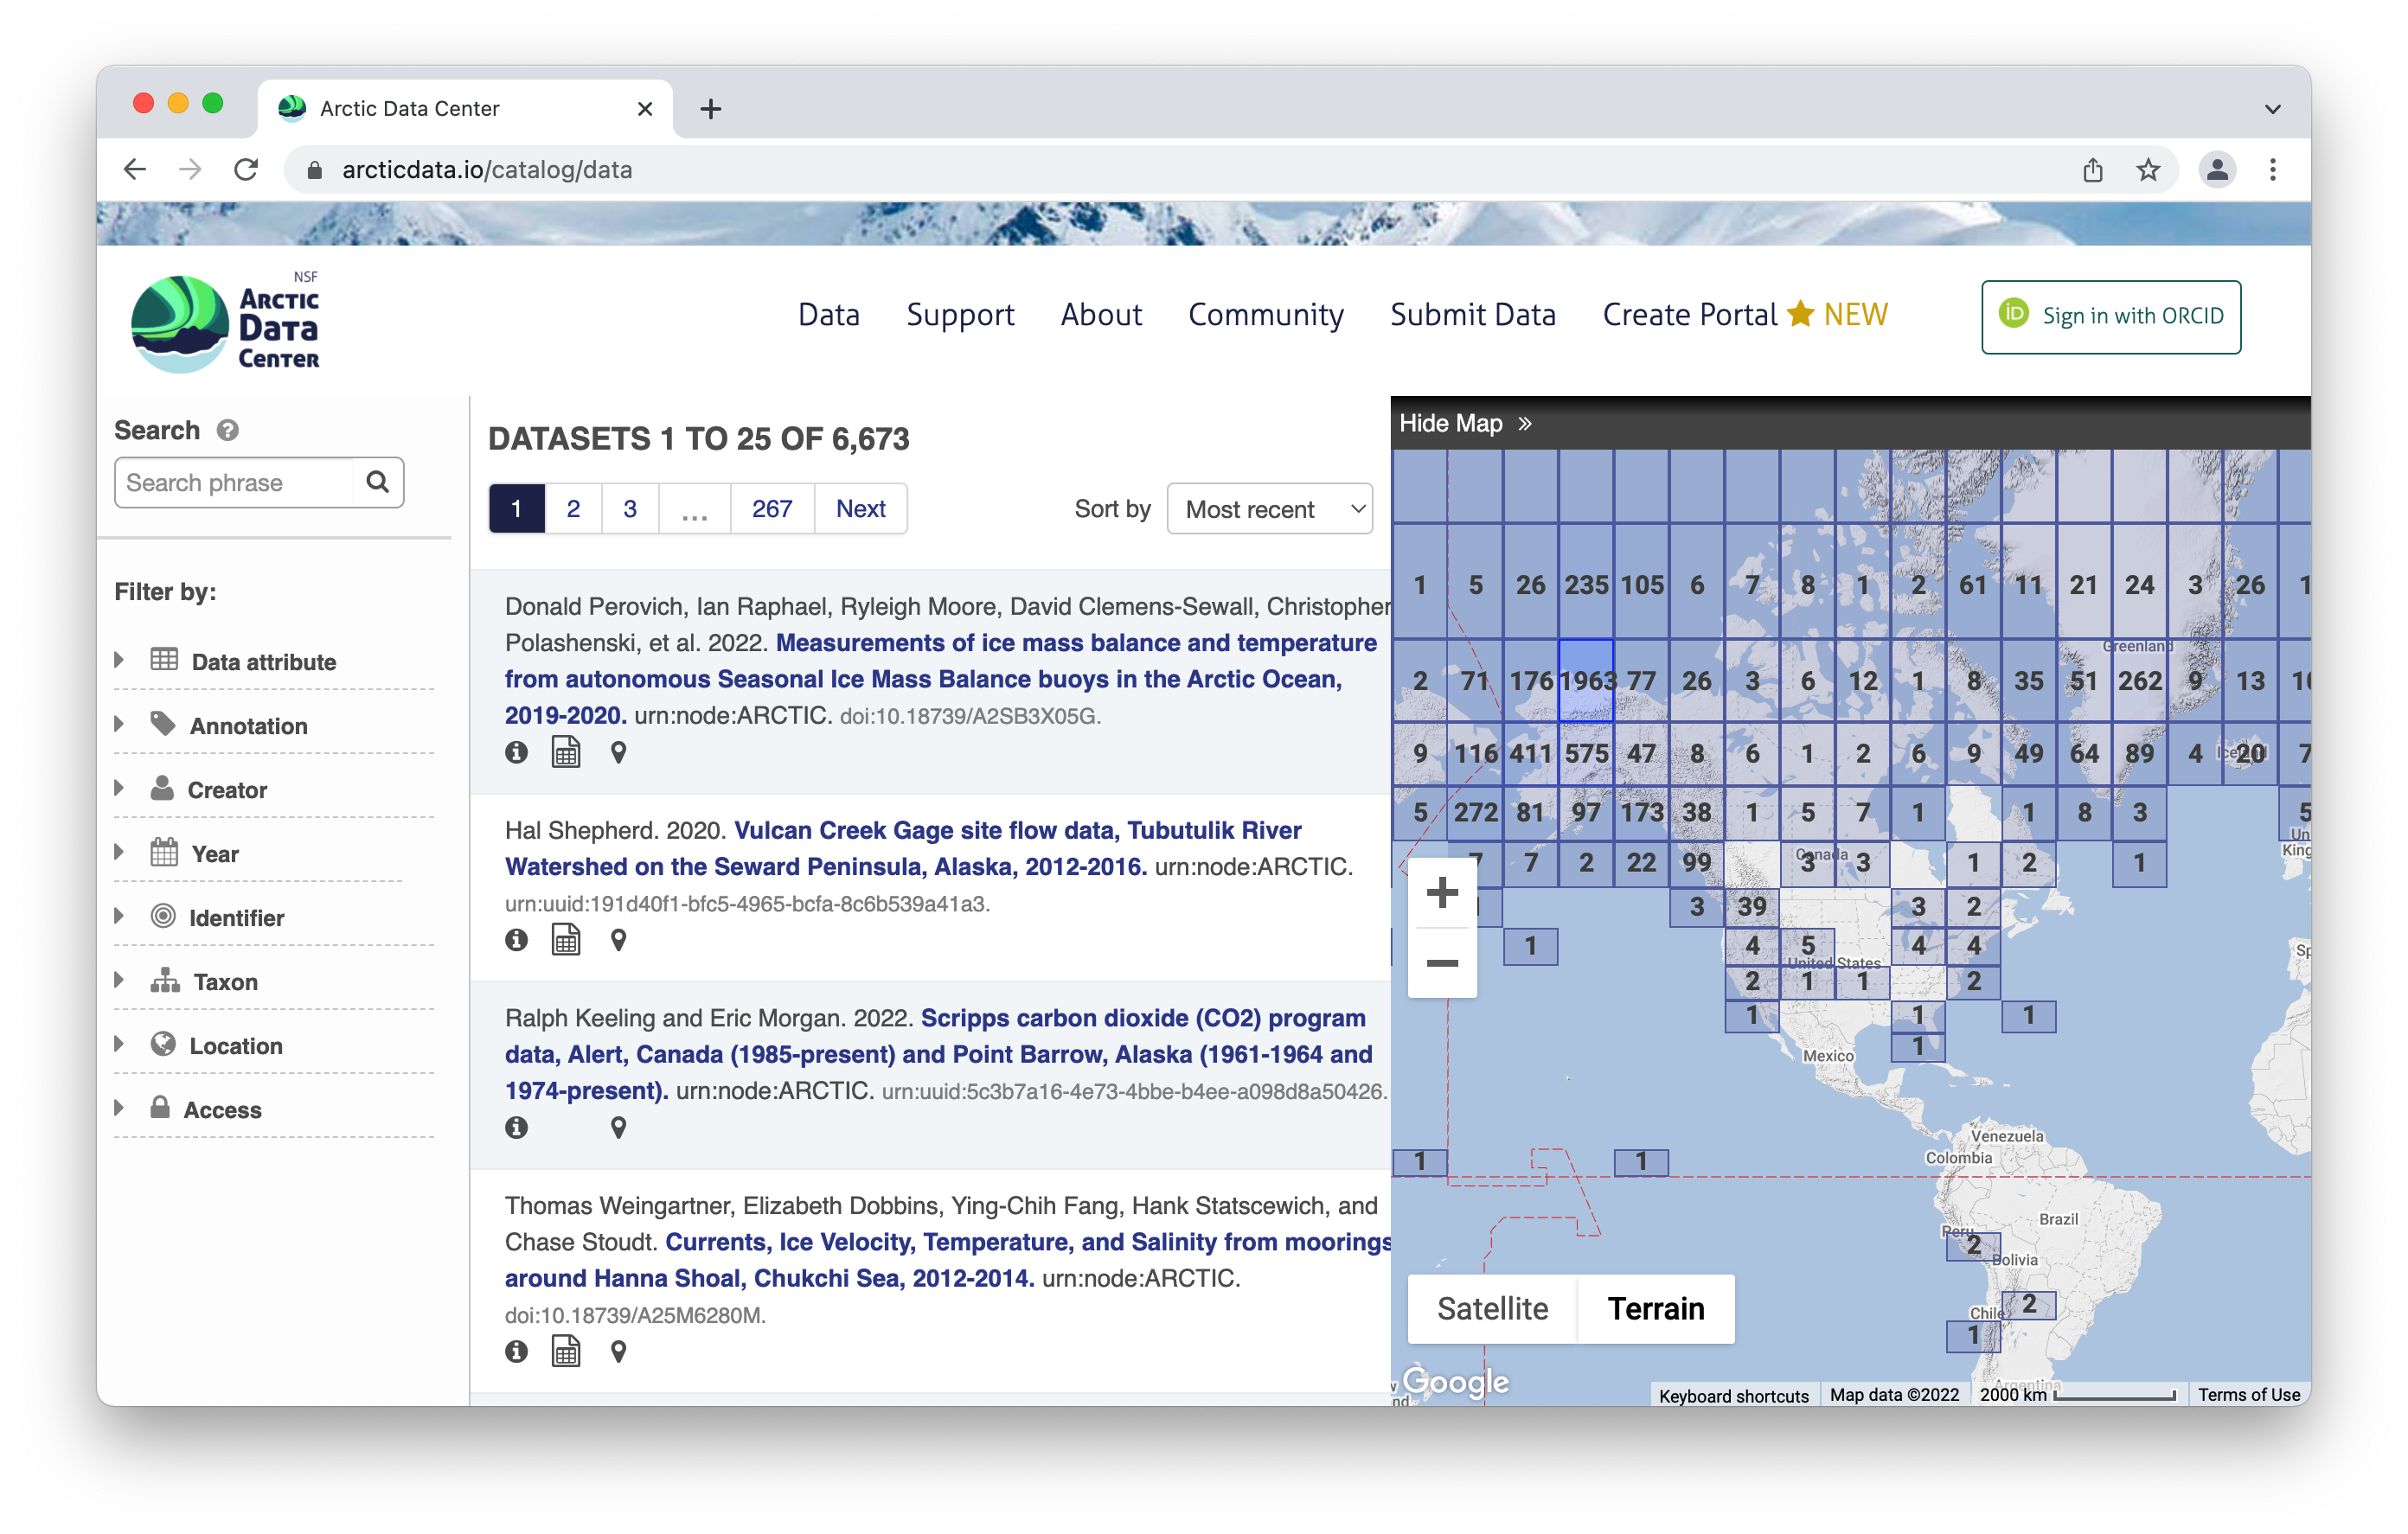 Arctic Data Center
arcticdata.io/catalog/data
NSF
ARCTIC
DATA
CENTER
Data Support About Community Submit Data Create Portal NEW
iD Sign in with ORCID
Search ?
Search phrase
Filter by:
Data attribute
Annotation
Creator
Year
Identifier
Taxon
Location
Access
DATASETS 1 TO 25 OF 6,673
1 2 3 ... 267 Next
Sort by Most recent
Donald Perovich, Ian Raphael, Ryleigh Moore, David Clemens-Sewall, Christopher
Polashenski, et al. 2022. Measurements of ice mass balance and temperature
from autonomous Seasonal Ice Mass Balance buoys in the Arctic Ocean,
2019-2020. urn:node:ARCTIC. doi:10.18739/A2SB3X05G.
Hal Shepherd. 2020. Vulcan Creek Gage site flow data, Tubutulik River
Watershed on the Seward Peninsula, Alaska, 2012-2016. urn:node:ARCTIC.
urn:uuid:191d40f1-bfc5-4965-bcfa-8c6b539a41a3.
Ralph Keeling and Eric Morgan. 2022. Scripps carbon dioxide (CO2) program
data, Alert, Canada (1985-present) and Point Barrow, Alaska (1961-1964 and
1974-present). urn:node:ARCTIC. urn:uuid:5c3b7a16-4e73-4bbe-b4ee-a098d8a50426.
Thomas Weingartner, Elizabeth Dobbins, Ying-Chih Fang, Hank Statscewich, and
Chase Stoudt. Currents, Ice Velocity, Temperature, and Salinity from moorings
around Hanna Shoal, Chukchi Sea, 2012-2014. urn:node:ARCTIC.
doi:10.18739/A25M6280M.
Hide Map »
1 5 26 235 105 6 7 8 1 2 61 11 21 24 3 26 1
Greenland
2 71 176 1963 77 26 3 6 12 1 8 35 51 262 9 13
9 116 411 575 47 8 6 1 2 6 9 49 64 89 4 20 7
Iceland
5 272 81 97 173 38 1 5 7 1 1 8 3 5
Un
King
Canada
7 7 2 22 99 3 3 1 2 1
3 39 3 2
1 4 5 4 4
Sp
United States
2 1 1 2
1 1 1
1
Mexico
Venezuela
Colombia
1 1
Brazil
Peru
2
Bolivia
2
Chile
1
Argentina
Satellite Terrain
Google
nd
Keyboard shortcuts Map data ©2022 2000 km Terms of Use